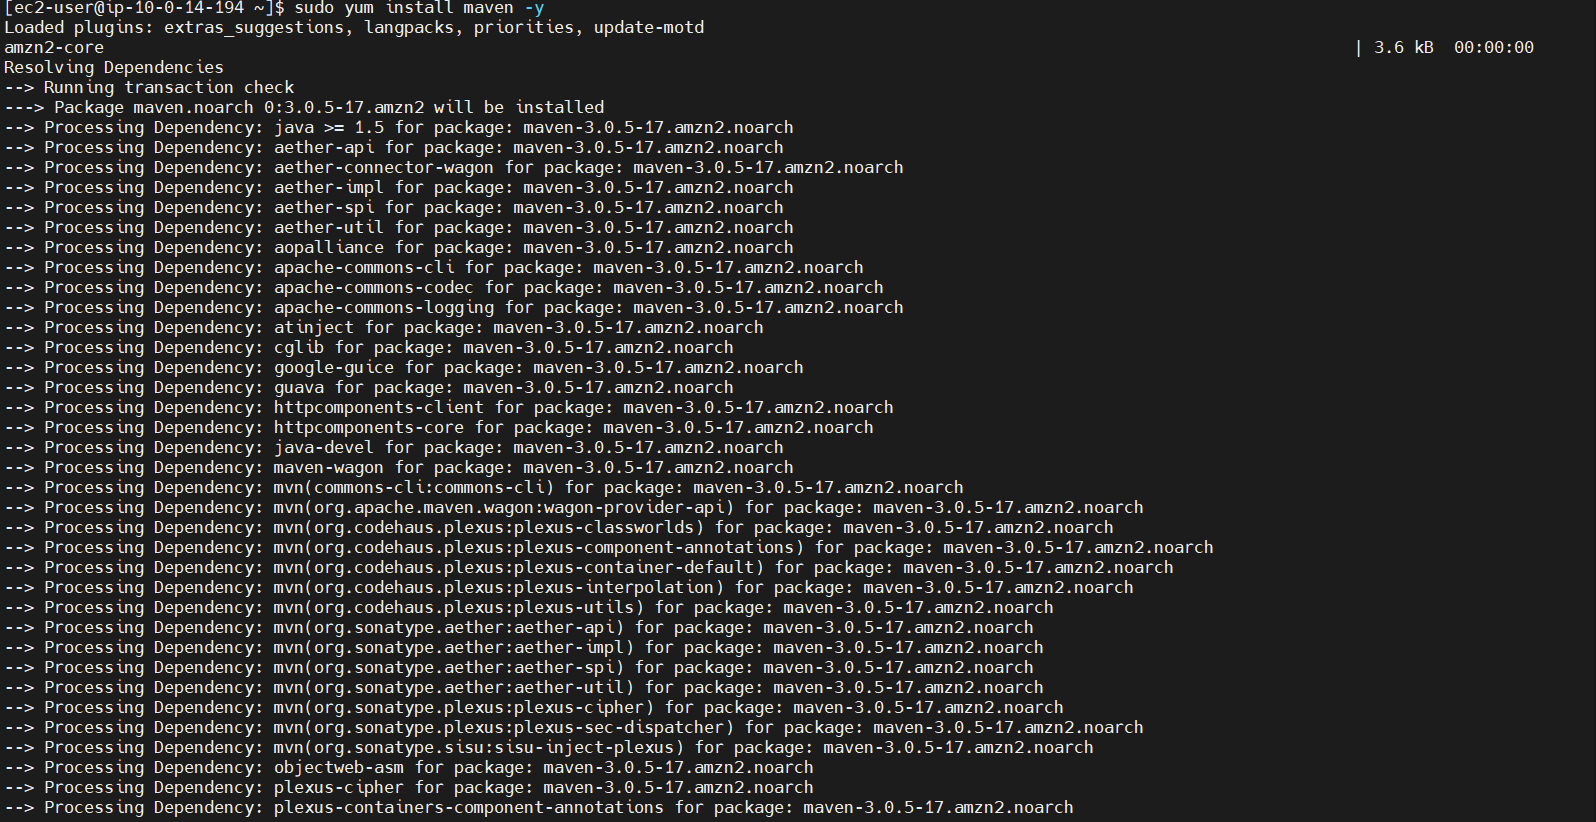 [ec2-user@ip-10-0-14-194 ~]$ sudo yum install maven -y
Loaded plugins: extras_suggestions, langpacks, priorities, update-motd
amzn2-core | 3.6 kB 00:00:00
Resolving Dependencies
--> Running transaction check
---> Package maven.noarch 0:3.0.5-17.amzn2 will be installed
--> Processing Dependency: java >= 1.5 for package: maven-3.0.5-17.amzn2.noarch
--> Processing Dependency: aether-api for package: maven-3.0.5-17.amzn2.noarch
--> Processing Dependency: aether-connector-wagon for package: maven-3.0.5-17.amzn2.noarch
--> Processing Dependency: aether-impl for package: maven-3.0.5-17.amzn2.noarch
--> Processing Dependency: aether-spi for package: maven-3.0.5-17.amzn2.noarch
--> Processing Dependency: aether-util for package: maven-3.0.5-17.amzn2.noarch
--> Processing Dependency: aopalliance for package: maven-3.0.5-17.amzn2.noarch
--> Processing Dependency: apache-commons-cli for package: maven-3.0.5-17.amzn2.noarch
--> Processing Dependency: apache-commons-codec for package: maven-3.0.5-17.amzn2.noarch
--> Processing Dependency: apache-commons-logging for package: maven-3.0.5-17.amzn2.noarch
--> Processing Dependency: atinject for package: maven-3.0.5-17.amzn2.noarch
--> Processing Dependency: cglib for package: maven-3.0.5-17.amzn2.noarch
--> Processing Dependency: google-guice for package: maven-3.0.5-17.amzn2.noarch
--> Processing Dependency: guava for package: maven-3.0.5-17.amzn2.noarch
--> Processing Dependency: httpcomponents-client for package: maven-3.0.5-17.amzn2.noarch
--> Processing Dependency: httpcomponents-core for package: maven-3.0.5-17.amzn2.noarch
--> Processing Dependency: java-devel for package: maven-3.0.5-17.amzn2.noarch
--> Processing Dependency: maven-wagon for package: maven-3.0.5-17.amzn2.noarch
--> Processing Dependency: mvn(commons-cli:commons-cli) for package: maven-3.0.5-17.amzn2.noarch
--> Processing Dependency: mvn(org.apache.maven.wagon:wagon-provider-api) for package: maven-3.0.5-17.amzn2.noarch
--> Processing Dependency: mvn(org.codehaus.plexus:plexus-classworlds) for package: maven-3.0.5-17.amzn2.noarch
--> Processing Dependency: mvn(org.codehaus.plexus:plexus-component-annotations) for package: maven-3.0.5-17.amzn2.noarch
--> Processing Dependency: mvn(org.codehaus.plexus:plexus-container-default) for package: maven-3.0.5-17.amzn2.noarch
--> Processing Dependency: mvn(org.codehaus.plexus:plexus-interpolation) for package: maven-3.0.5-17.amzn2.noarch
--> Processing Dependency: mvn(org.codehaus.plexus:plexus-utils) for package: maven-3.0.5-17.amzn2.noarch
--> Processing Dependency: mvn(org.sonatype.aether:aether-api) for package: maven-3.0.5-17.amzn2.noarch
--> Processing Dependency: mvn(org.sonatype.aether:aether-impl) for package: maven-3.0.5-17.amzn2.noarch
--> Processing Dependency: mvn(org.sonatype.aether:aether-spi) for package: maven-3.0.5-17.amzn2.noarch
--> Processing Dependency: mvn(org.sonatype.aether:aether-util) for package: maven-3.0.5-17.amzn2.noarch
--> Processing Dependency: mvn(org.sonatype.plexus:plexus-cipher) for package: maven-3.0.5-17.amzn2.noarch
--> Processing Dependency: mvn(org.sonatype.plexus:plexus-sec-dispatcher) for package: maven-3.0.5-17.amzn2.noarch
--> Processing Dependency: mvn(org.sonatype.sisu:sisu-inject-plexus) for package: maven-3.0.5-17.amzn2.noarch
--> Processing Dependency: objectweb-asm for package: maven-3.0.5-17.amzn2.noarch
--> Processing Dependency: plexus-cipher for package: maven-3.0.5-17.amzn2.noarch
--> Processing Dependency: plexus-containers-component-annotations for package: maven-3.0.5-17.amzn2.noarch